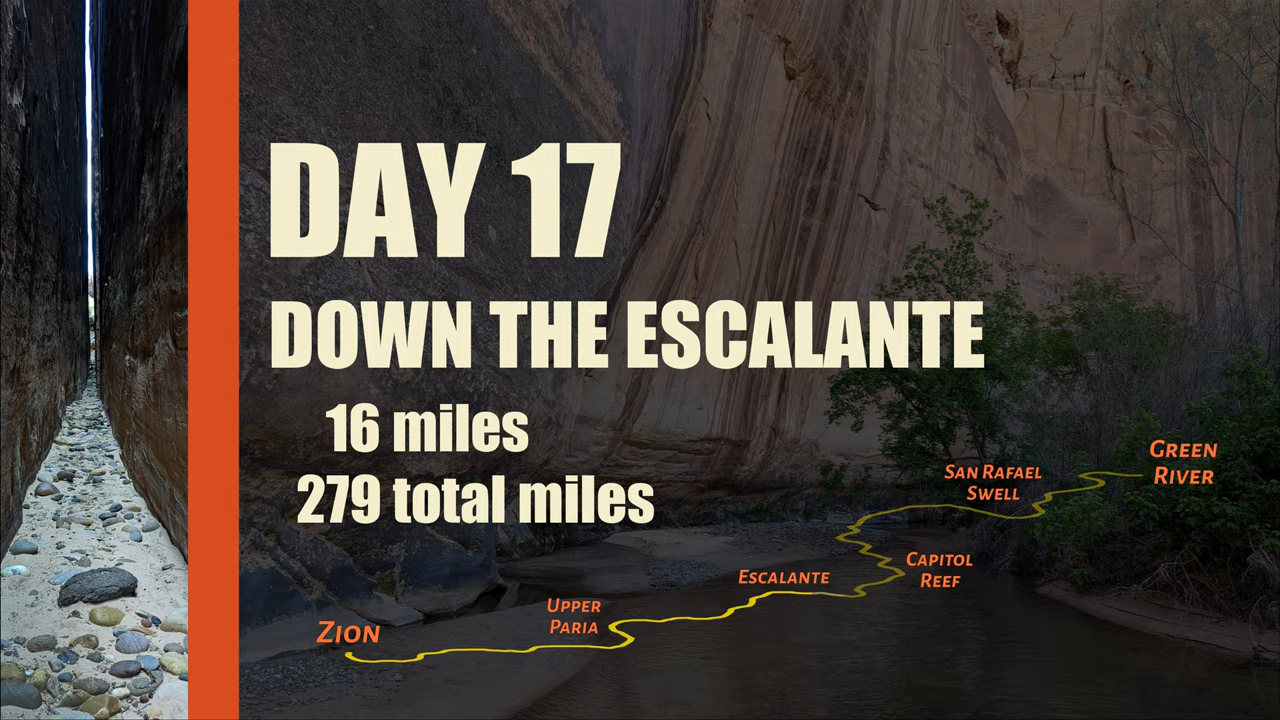 DAY 17
DOWN THE ESCALANTE
16 miles
279 total miles
GREEN
RIVER
SAN RAFAEL
SWELL
CAPITOL
REEF
ESCALANTE
UPPER
PARIA
ZION